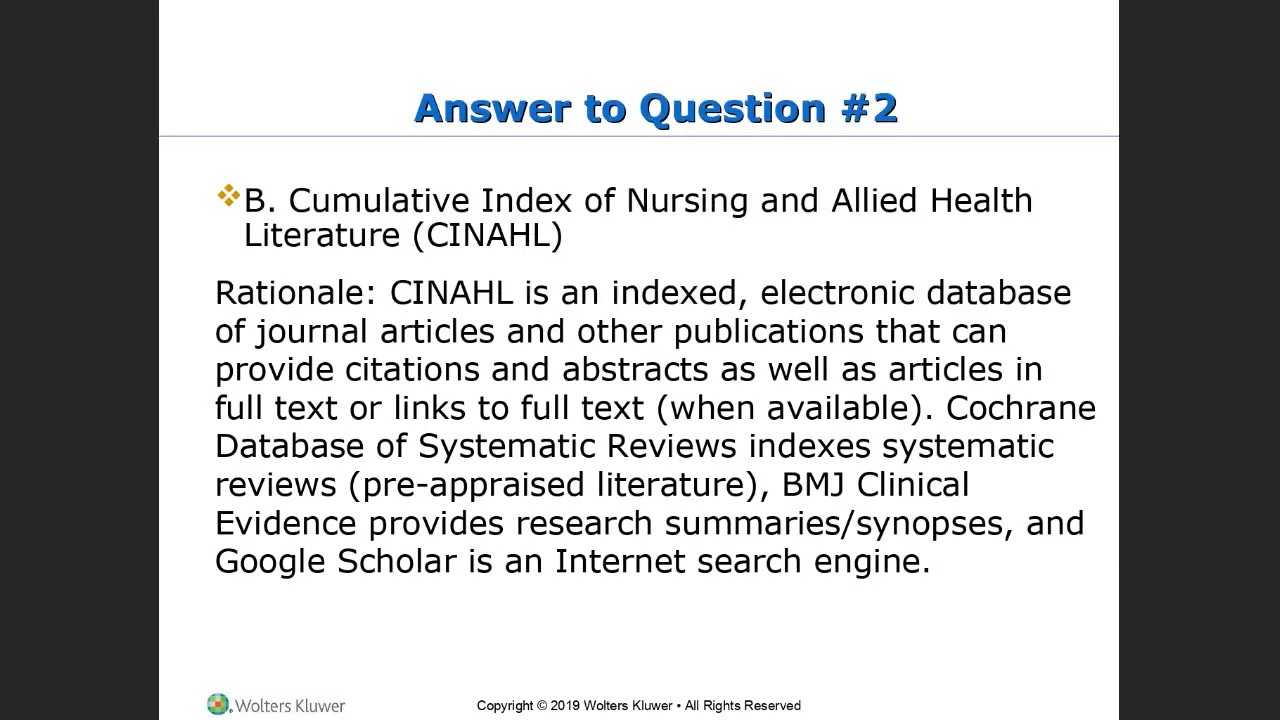 Answer to Question #2
B. Cumulative Index of Nursing and Allied Health
Literature (CINAHL)
Rationale: CINAHL is an indexed, electronic database
of journal articles and other publications that can
provide citations and abstracts as well as articles in
full text or links to full text (when available). Cochrane
Database of Systematic Reviews indexes systematic
reviews (pre-appraised literature), BMJ Clinical
Evidence provides research summaries/synopses, and
Google Scholar is an Internet search engine.
Wolters Kluwer
Copyright © 2019 Wolters Kluwer • All Rights Reserved